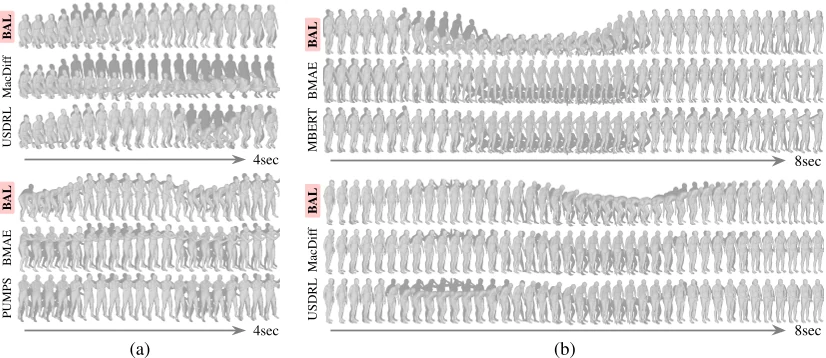 BAL
MacDiff
USDRL
4sec
BAL
BMAE
PUMPS
4sec
(a)
BAL
BMAE
MBERT
8sec
BAL
MacDiff
USDRL
8sec
(b)